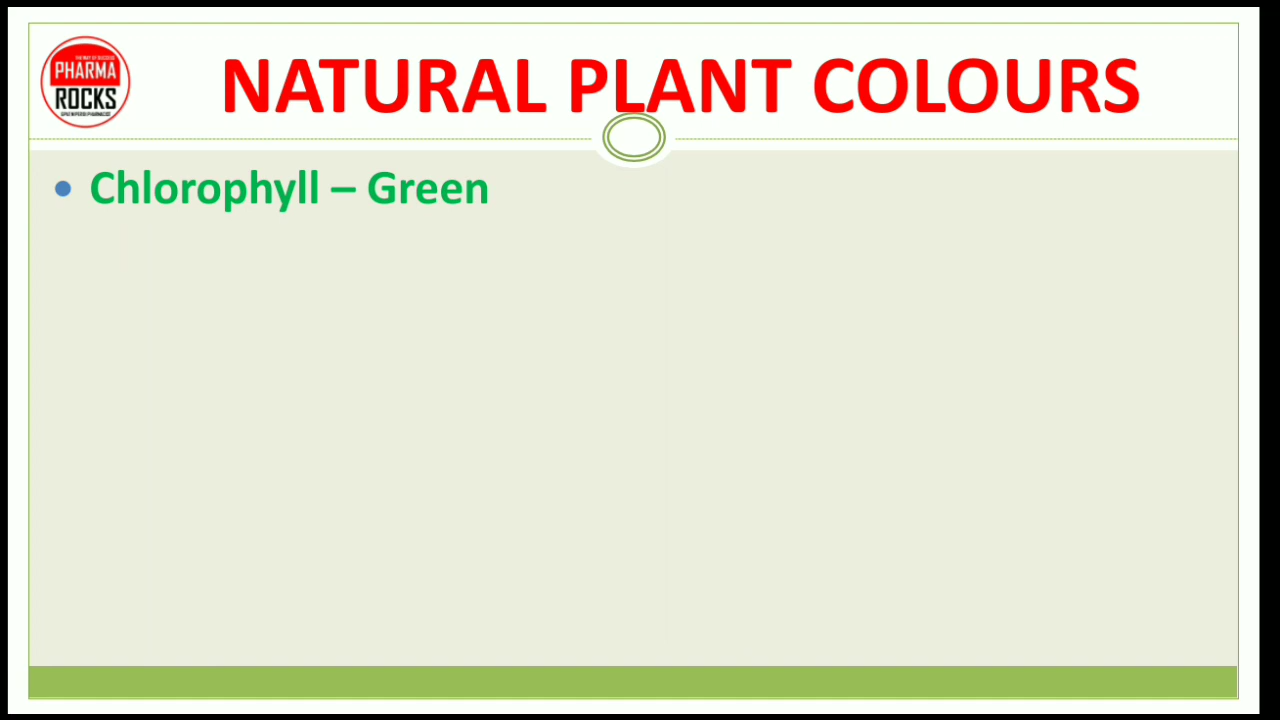 PHARMA
ROCKS
NATURAL PLANT COLOURS
• Chlorophyll – Green